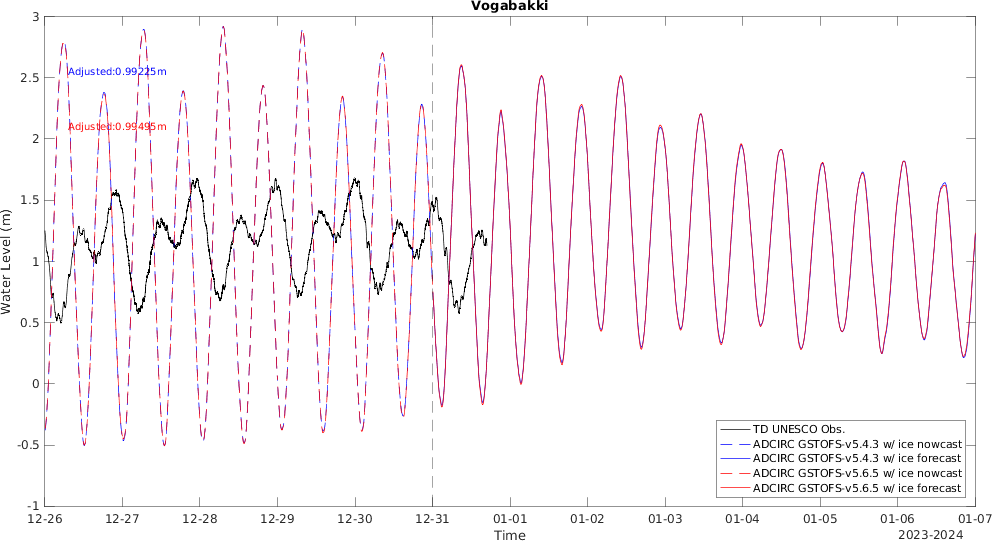 Vogabakki
3
2.5
2
1.5
1
0.5
0
-0.5
-1
Water Level (m)
Adjusted:0.99225m
Adjusted:0.99495m
TD UNESCO Obs.
ADCIRC GSTOFS-v5.4.3 w/ ice nowcast
ADCIRC GSTOFS-v5.4.3 w/ ice forecast
ADCIRC GSTOFS-v5.6.5 w/ ice nowcast
ADCIRC GSTOFS-v5.6.5 w/ ice forecast
12-26 12-27 12-28 12-29 12-30 12-31 01-01 01-02 01-03 01-04 01-05 01-06 01-07
Time
2023-2024